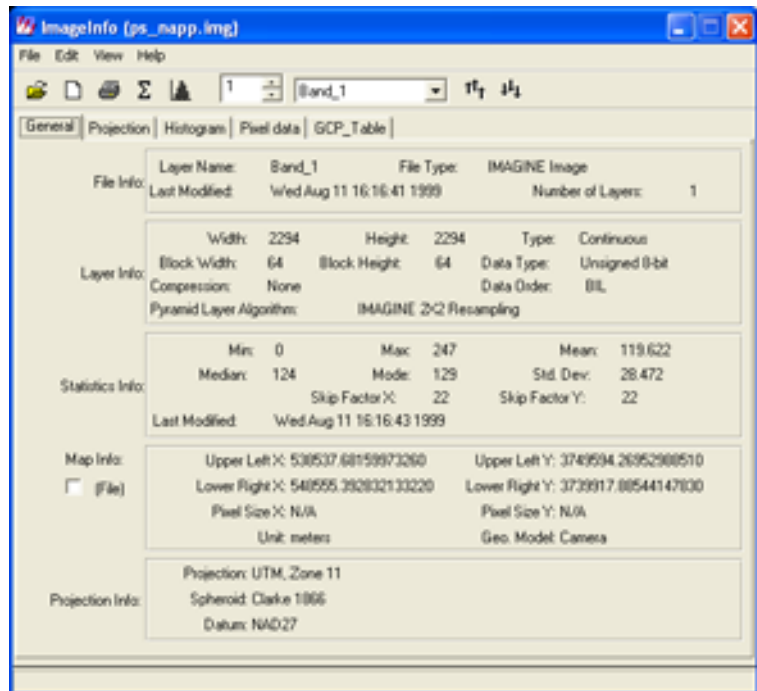 ImageInfo (ps_napp.img)
File Edit View Help
Σ 1 Band_1
General Projection Histogram Pixel data GCP_Table
File Info: Layer Name: Band_1 File Type: IMAGINE Image
Last Modified: Wed Aug 11 16:16:41 1999 Number of Layers: 1
Layer Info: Width: 2294 Height: 2294 Type: Continuous
Block Width: 64 Block Height: 64 Data Type: Unsigned 8-bit
Compression: None Data Order: BIL
Pyramid Layer Algorithm: IMAGINE 2X2 Resampling
Statistics Info: Min: 0 Max: 247 Mean: 119.622
Median: 124 Mode: 129 Std. Dev: 28.472
Skip Factor X: 22 Skip Factor Y: 22
Last Modified: Wed Aug 11 16:16:43 1999
Map Info: Upper Left X: 538537.68159973260 Upper Left Y: 3749594.26952988510
(File) Lower Right X: 548555.392832133220 Lower Right Y: 3739917.88544147830
Pixel Size X: N/A Pixel Size Y: N/A
Unit: meters Geo. Model: Camera
Projection Info: Projection: UTM, Zone 11
Spheroid: Clarke 1866
Datum: NAD27